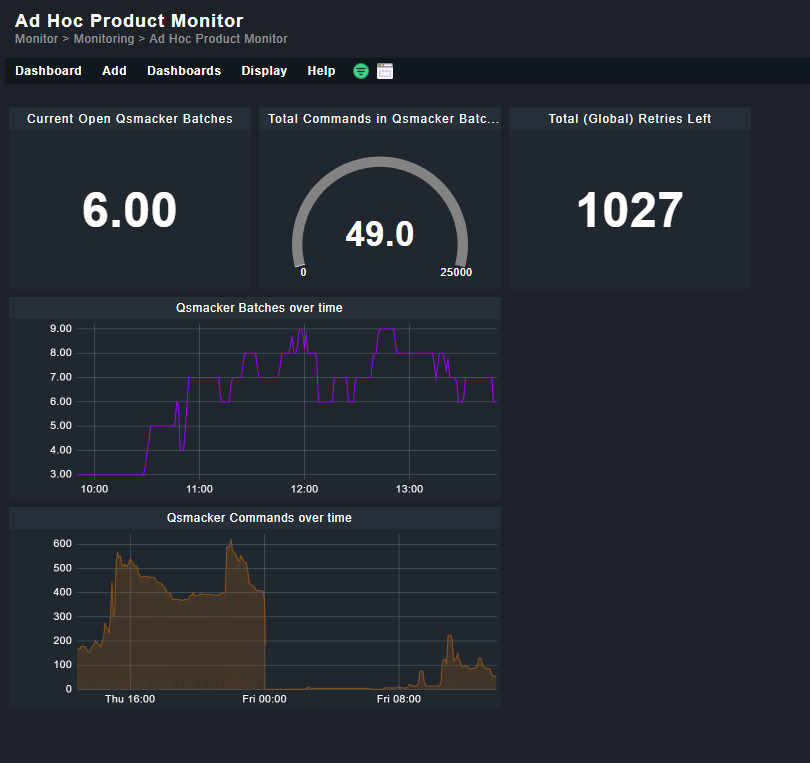 Ad Hoc Product Monitor
Monitor > Monitoring > Ad Hoc Product Monitor
Dashboard Add Dashboards Display Help
Current Open Qsmacker Batches
6.00
Total Commands in Qsmacker Batc...
49.0
0 25000
Total (Global) Retries Left
1027
Qsmacker Batches over time
9.00
8.00
7.00
6.00
5.00
4.00
3.00
10:00 11:00 12:00 13:00
Qsmacker Commands over time
600
500
400
300
200
100
0
Thu 16:00 Fri 00:00 Fri 08:00